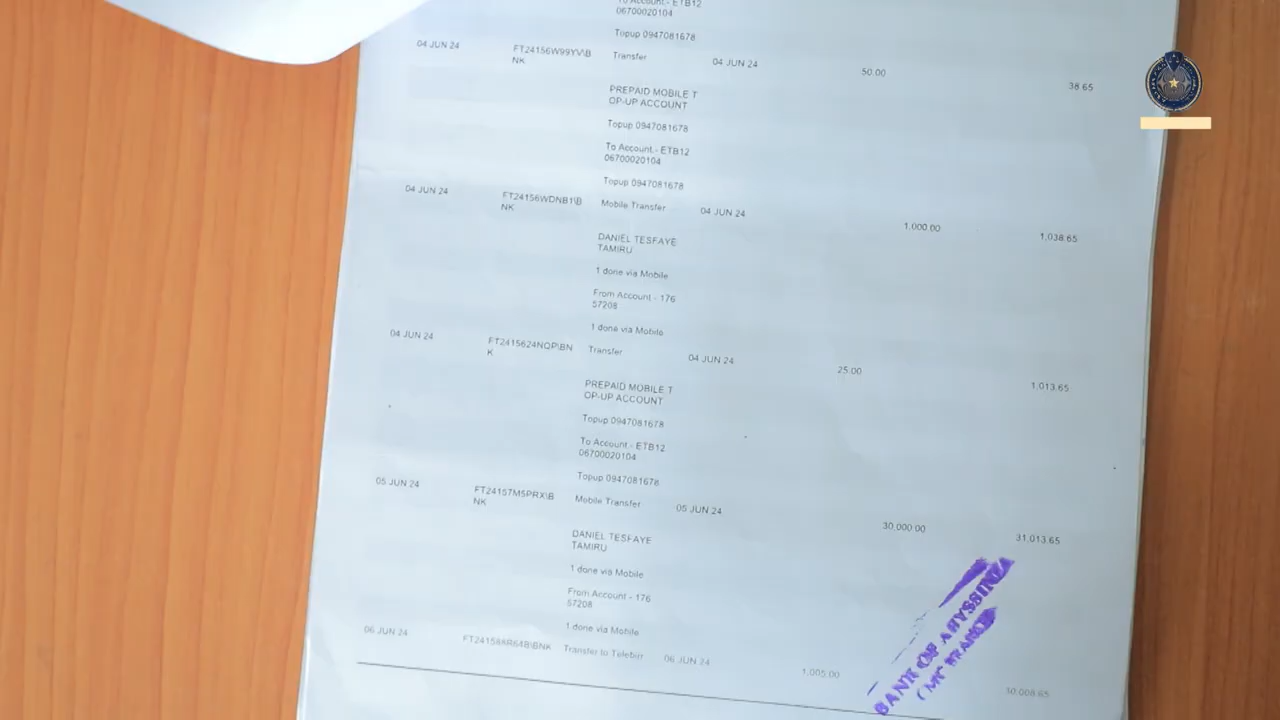 To Account - ETB12
06700020104
Topup 0947081678
04 JUN 24 FT24156W99YV\B Transfer 04 JUN 24 50.00 38.65
NK
PREPAID MOBILE T
OP-UP ACCOUNT
Topup 0947081678
To Account - ETB12
06700020104
Topup 0947081678
04 JUN 24 FT24156WDNB1\B Mobile Transfer 04 JUN 24 1,000.00 1,038.65
NK
DANIEL TESFAYE
TAMIRU
1 done via Mobile
From Account - 176
57208
1 done via Mobile
04 JUN 24 FT2415624NQP\BN Transfer 04 JUN 24 25.00 1,013.65
K
PREPAID MOBILE T
OP-UP ACCOUNT
Topup 0947081678
To Account - ETB12
06700020104
Topup 0947081678
05 JUN 24 FT24157M5PRX\B Mobile Transfer 05 JUN 24 30,000.00 31,013.65
NK
DANIEL TESFAYE
TAMIRU
1 done via Mobile
From Account - 176
57208
1 done via Mobile
06 JUN 24 FT241588R64B\BNK Transfer to Telebirr 06 JUN 24 1,005.00 30,008.65
BANK OF ABYSSINIA
BRANCH